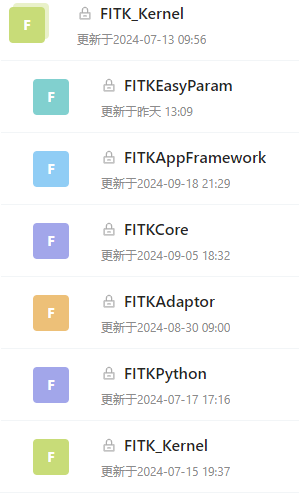 F FITK_Kernel
更新于2024-07-13 09:56
F FITKEasyParam
更新于昨天 13:09
F FITKAppFramework
更新于2024-09-18 21:29
F FITKCore
更新于2024-09-05 18:32
F FITKAdaptor
更新于2024-08-30 09:00
F FITKPython
更新于2024-07-17 17:16
F FITK_Kernel
更新于2024-07-15 19:37